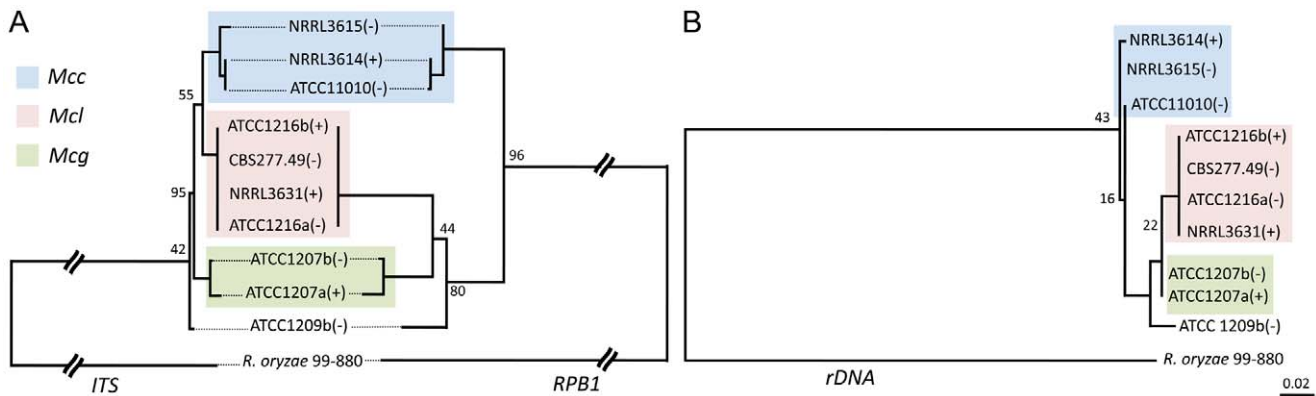 A
Mcc
Mcl
Mcg
NRRL3615(-)
NRRL3614(+)
ATCC11010(-)
ATCC1216b(+)
CBS277.49(-)
NRRL3631(+)
ATCC1216a(-)
ATCC1207b(-)
ATCC1207a(+)
ATCC1209b(-)
R. oryzae 99-880
55
95
42
96
44
80
ITS
RPB1
B
NRRL3614(+)
NRRL3615(-)
ATCC11010(-)
ATCC1216b(+)
CBS277.49(-)
ATCC1216a(-)
NRRL3631(+)
ATCC1207b(-)
ATCC1207a(+)
ATCC 1209b(-)
R. oryzae 99-880
43
16
22
rDNA
0.02